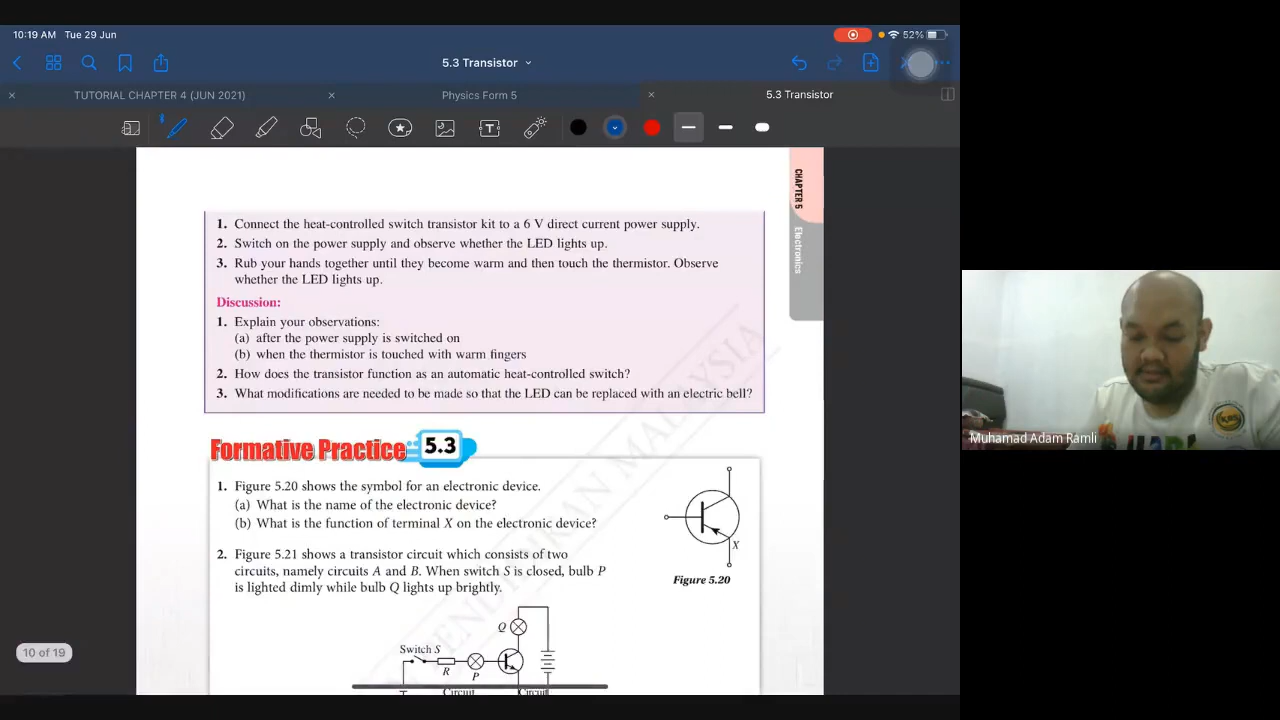 10:19 AM Tue 29 Jun
52%
5.3 Transistor
TUTORIAL CHAPTER 4 (JUN 2021)
Physics Form 5
5.3 Transistor
CHAPTER 5
Electronics
1. Connect the heat-controlled switch transistor kit to a 6 V direct current power supply.
2. Switch on the power supply and observe whether the LED lights up.
3. Rub your hands together until they become warm and then touch the thermistor. Observe
whether the LED lights up.
Discussion:
1. Explain your observations:
(a) after the power supply is switched on
(b) when the thermistor is touched with warm fingers
2. How does the transistor function as an automatic heat-controlled switch?
3. What modifications are needed to be made so that the LED can be replaced with an electric bell?
Formative Practice 5.3
1. Figure 5.20 shows the symbol for an electronic device.
(a) What is the name of the electronic device?
(b) What is the function of terminal X on the electronic device?
X
Figure 5.20
2. Figure 5.21 shows a transistor circuit which consists of two
circuits, namely circuits A and B. When switch S is closed, bulb P
is lighted dimly while bulb Q lights up brightly.
Q
Switch S
R
P
Circuit Circuit
10 of 19
Muhamad Adam Ramli